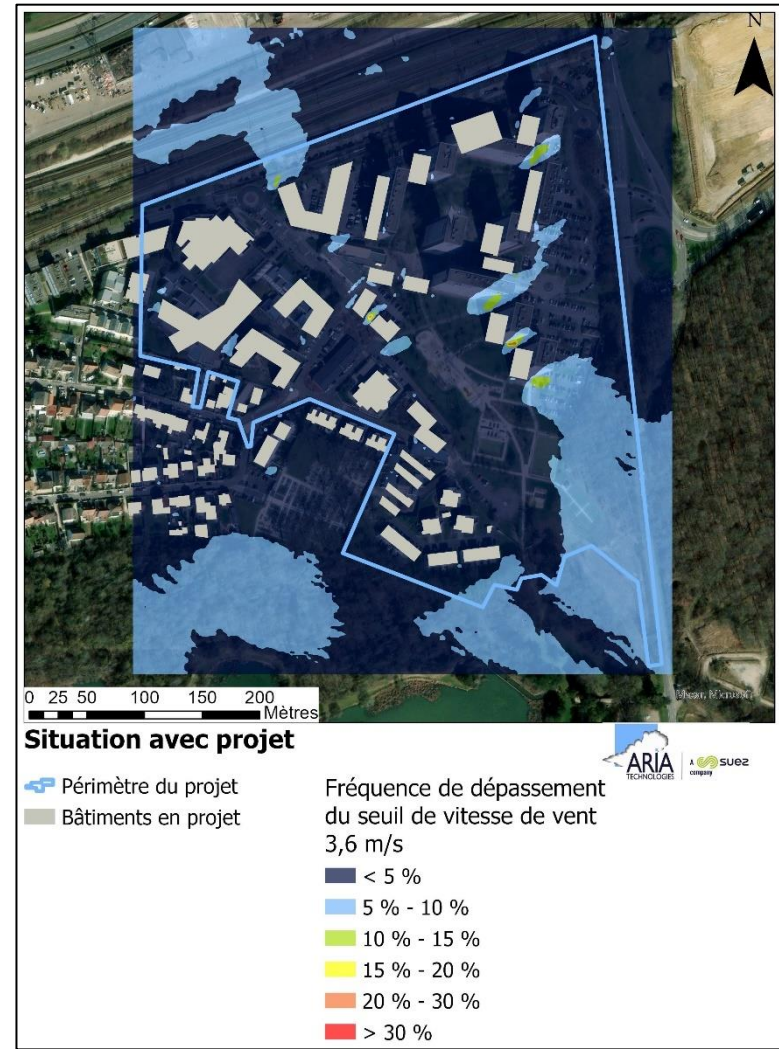 N
0 25 50 100 150 200
Mètres
Situation avec projet
Périmètre du projet
Bâtiments en projet
ARIA
TECHNOLOGIES
A SUEZ
company
Fréquence de dépassement
du seuil de vitesse de vent
3,6 m/s
< 5 %
5 % - 10 %
10 % - 15 %
15 % - 20 %
20 % - 30 %
> 30 %